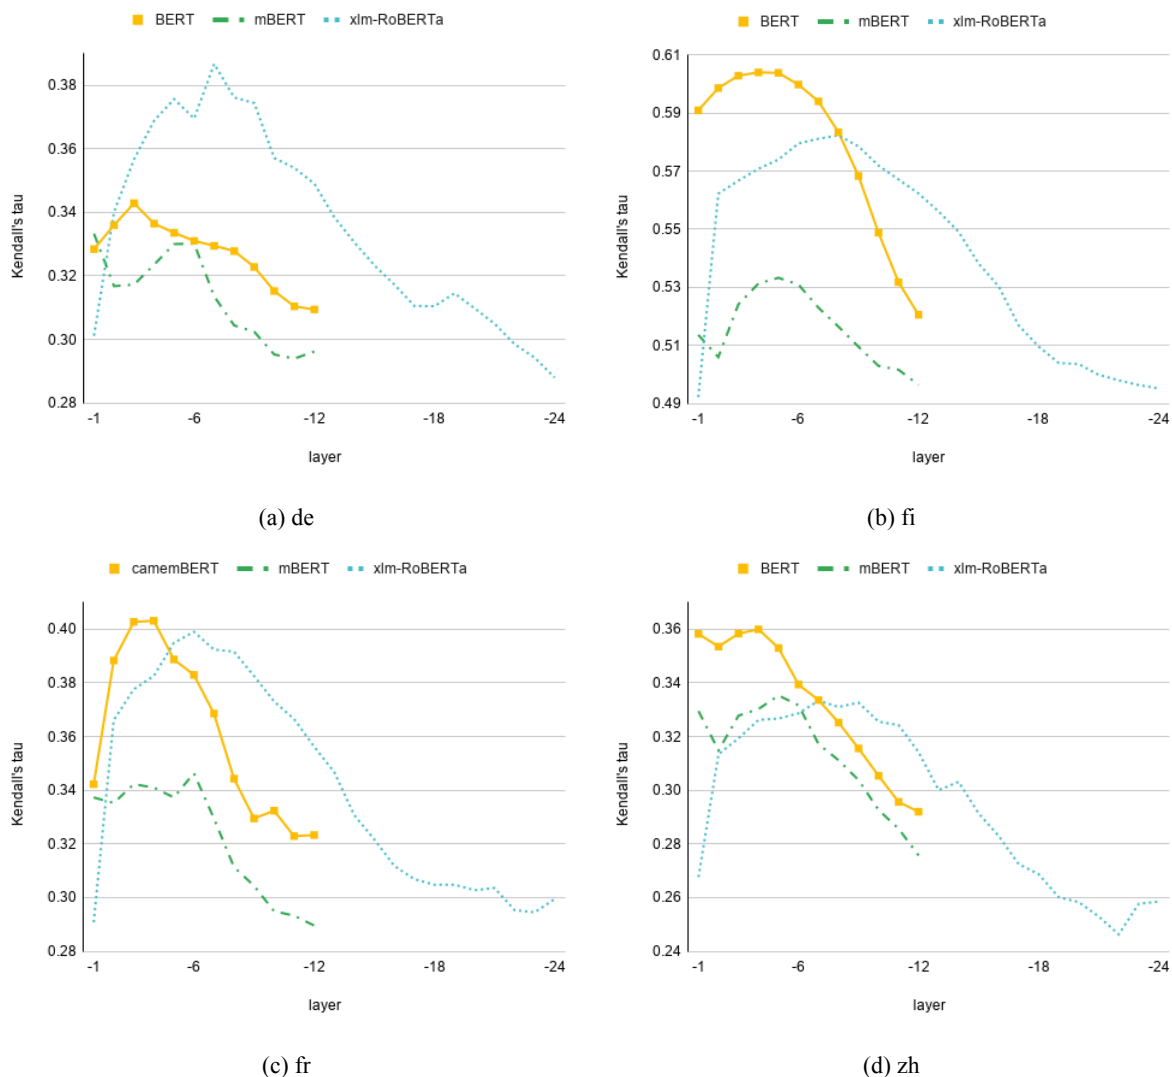 BERT mBERT xlm-RoBERTa
Kendall's tau
0.38
0.36
0.34
0.32
0.30
0.28
-1 -6 -12 -18 -24
layer
(a) de
BERT mBERT xlm-RoBERTa
Kendall's tau
0.61
0.59
0.57
0.55
0.53
0.51
0.49
-1 -6 -12 -18 -24
layer
(b) fi
camemBERT mBERT xlm-RoBERTa
Kendall's tau
0.40
0.38
0.36
0.34
0.32
0.30
0.28
-1 -6 -12 -18 -24
layer
(c) fr
BERT mBERT xlm-RoBERTa
Kendall's tau
0.36
0.34
0.32
0.30
0.28
0.26
0.24
-1 -6 -12 -18 -24
layer
(d) zh